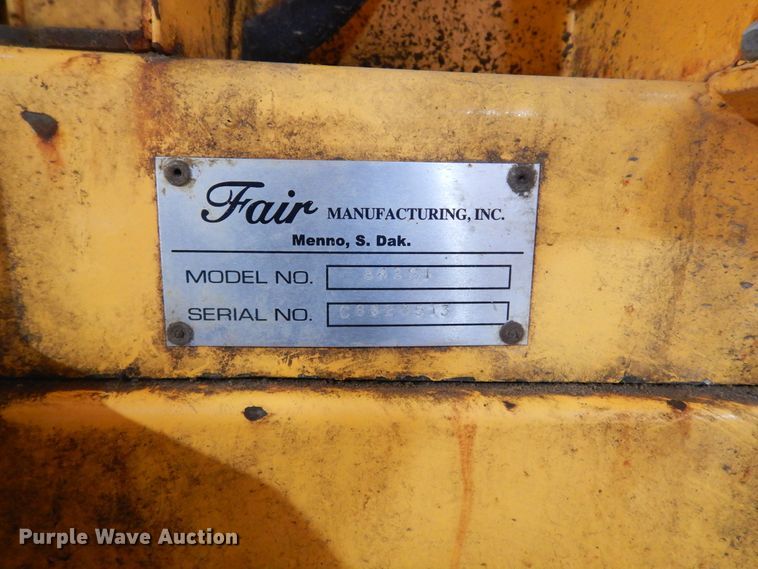 Fair MANUFACTURING, INC.
Menno, S. Dak.
MODEL NO.
SERIAL NO.
Purple Wave Auction®